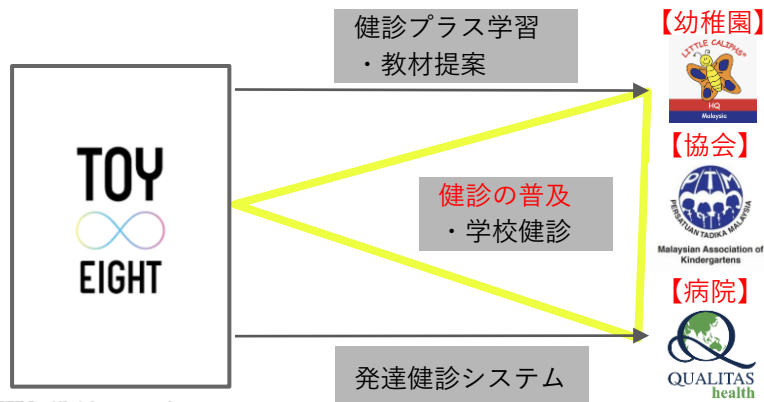 健診プラス学習
・教材提案
【幼稚園】
LITTLE CALIPHS®
HQ
Malaysia
TOY
EIGHT
健診の普及
・学校健診
【協会】
PTM
PERSATUAN TADIKA MALAYSIA
Malaysian Association of
Kindergartens
【病院】
QUALITAS
health
発達健診システム